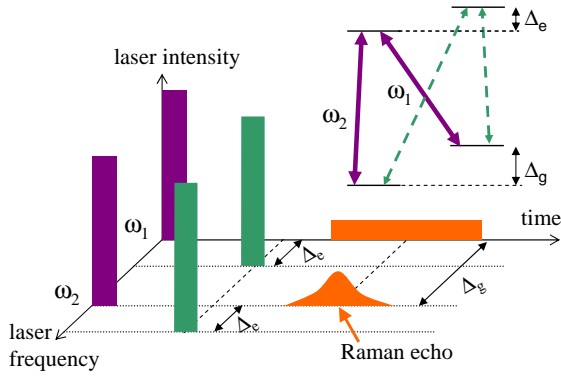 Δe
laser intensity
ω1
ω2
Δg
time
ω1
Δe
ω2
Δg
laser
frequency
Δe
Raman echo